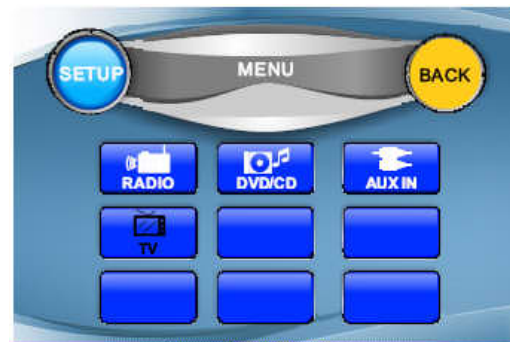 SETUP
MENU
BACK
RADIO
DVD/CD
AUX IN
TV